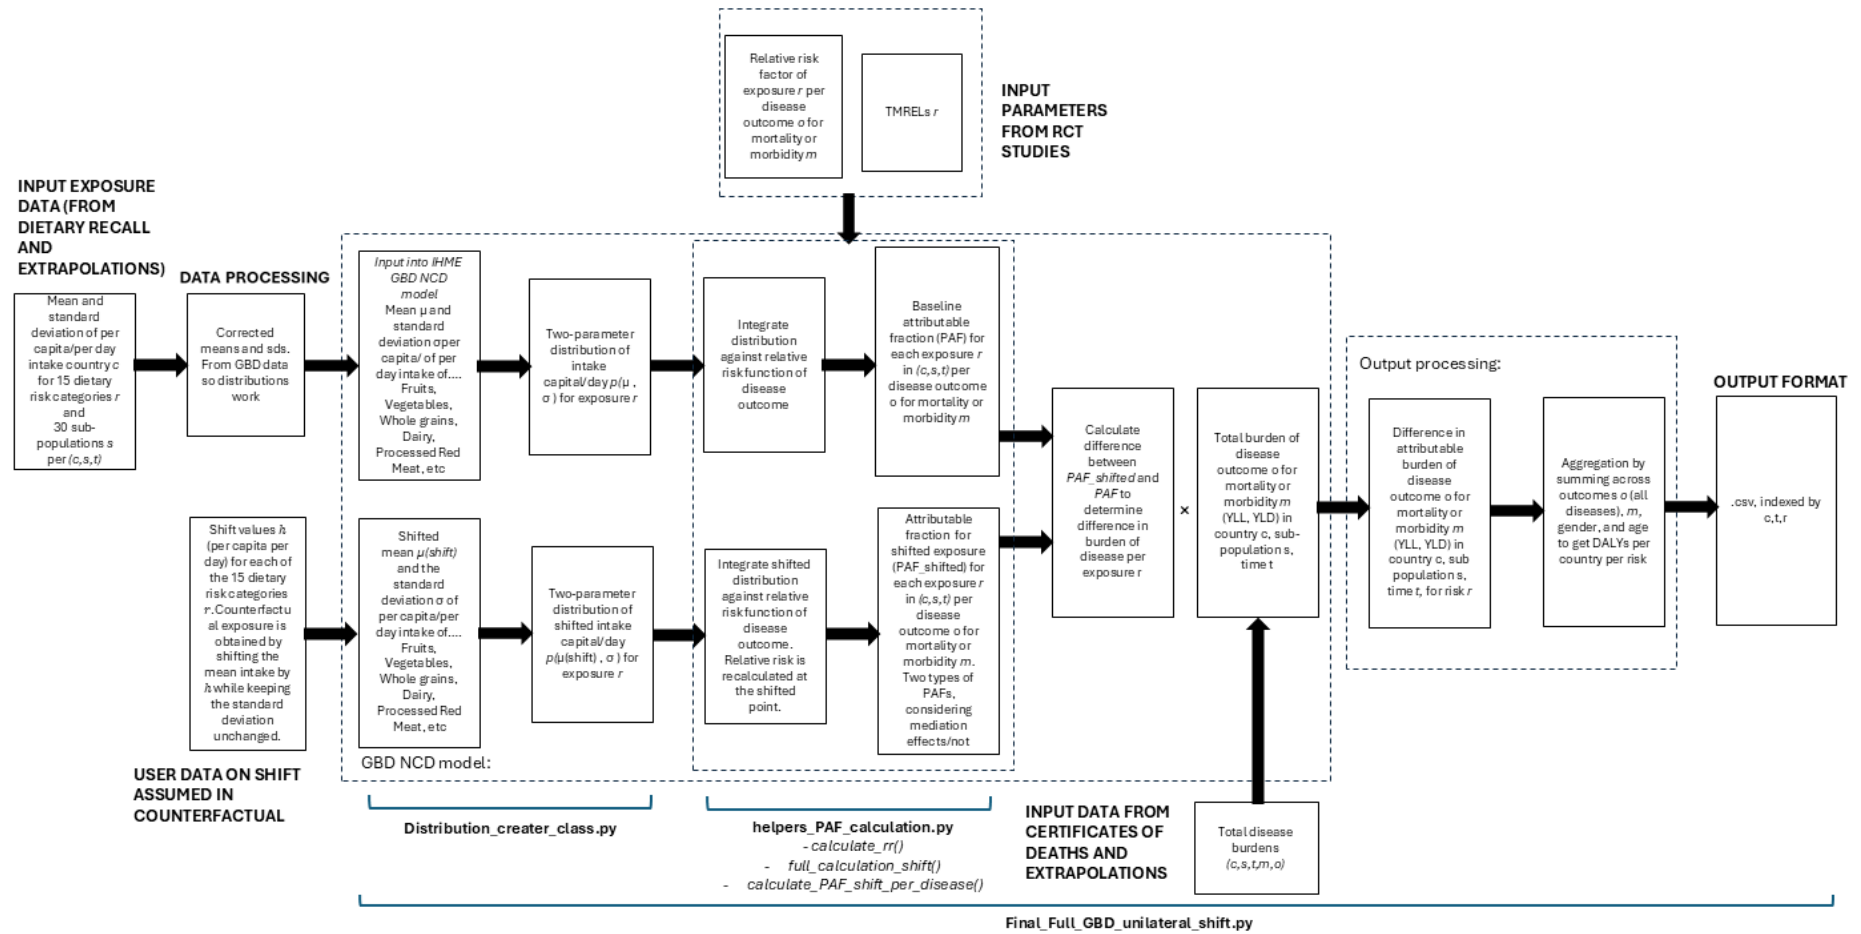 Relative risk
factor of
exposure r per
disease
outcome o for
mortality or
morbidity m
TMRELs r
INPUT
PARAMETERS
FROM RCT
STUDIES
INPUT EXPOSURE
DATA (FROM
DIETARY RECALL
AND
EXTRAPOLATIONS)
Mean and
standard
deviation of per
capita/per day
intake country c
for 15 dietary
risk categories r
and
30 sub-
populations s
per (c,s,t)
DATA PROCESSING
Corrected
means and sds.
From GBD data
so distributions
work
Input into IHME
GBD NCD
model
Mean μ and
standard
deviation σper
capita/ of per
day intake of....
Fruits,
Vegetables,
Whole grains,
Dairy,
Processed Red
Meat, etc
Two-parameter
distribution of
intake
capital/day p(μ ,
σ ) for exposure r
Integrate
distribution
against relative
risk function of
disease
outcome
Baseline
attributable
fraction (PAF) for
each exposure r
in (c,s,t) per
disease outcome
o for mortality or
morbidity m
Shift values h
(per capita per
day) for each of
the 15 dietary
risk categories
r.Counterfactu
al exposure is
obtained by
shifting the
mean intake by
h while keeping
the standard
deviation
unchanged.
USER DATA ON SHIFT
ASSUMED IN
COUNTERFACTUAL
Shifted
mean μ(shift)
and the
standard
deviation σ of
per capita/per
day intake of....
Fruits,
Vegetables,
Whole grains,
Dairy,
Processed Red
Meat, etc
GBD NCD model:
Two-parameter
distribution of
shifted intake
capital/day
p(μ(shift) , σ ) for
exposure r
Integrate shifted
distribution
against relative
risk function of
disease
outcome.
Relative risk is
recalculated at
the shifted
point.
Attributable
fraction for
shifted exposure
(PAF_shifted) for
each exposure r
in (c,s,t) per
disease
outcome o for
mortality or
morbidity m.
Two types of
PAFs,
considering
mediation
effects/not
Calculate
difference
between
PAF_shifted and
PAF to
determine
difference in
burden of
disease per
exposure r
×
Total burden of
disease
outcome o for
mortality or
morbidity m
(YLL, YLD) in
country c, sub-
population s,
time t
Output processing:
Difference in
attributable
burden of
disease
outcome o for
mortality or
morbidity m
(YLL, YLD) in
country c, sub
population s,
time t, for risk r
Aggregation by
summing across
outcomes o (all
diseases), m,
gender, and age
to get DALYs per
country per risk
OUTPUT FORMAT
.csv, indexed by
c,t,r
Distribution_creater_class.py
helpers_PAF_calculation.py
- calculate_rr()
- full_calculation_shift()
- calculate_PAF_shift_per_disease()
INPUT DATA FROM
CERTIFICATES OF
DEATHS AND
EXTRAPOLATIONS
Total disease
burdens
(c,s,t,m,o)
Final_Full_GBD_unilateral_shift.py